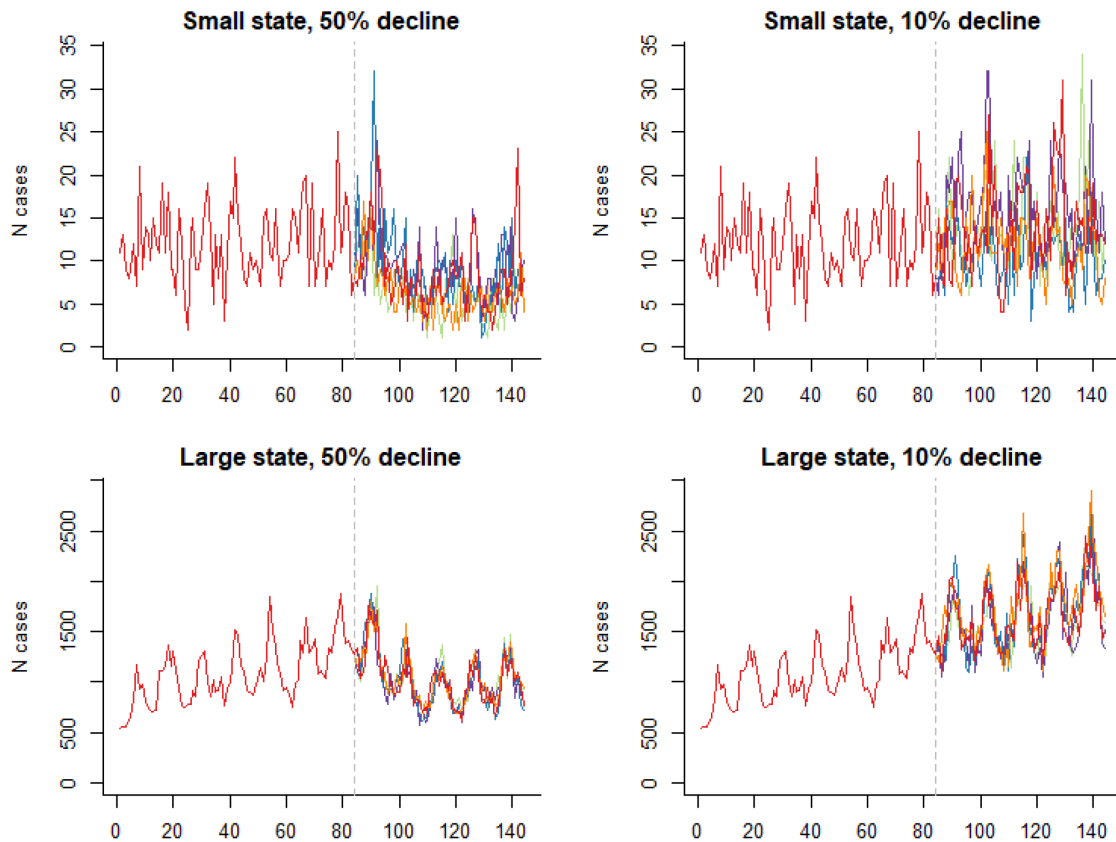 Small state, 50% decline
N cases
35
30
25
20
15
10
5
0
0 20 40 60 80 100 120 140
Small state, 10% decline
N cases
35
30
25
20
15
10
5
0
0 20 40 60 80 100 120 140
Large state, 50% decline
N cases
2500
1500
500
0
0 20 40 60 80 100 120 140
Large state, 10% decline
N cases
2500
1500
500
0
0 20 40 60 80 100 120 140